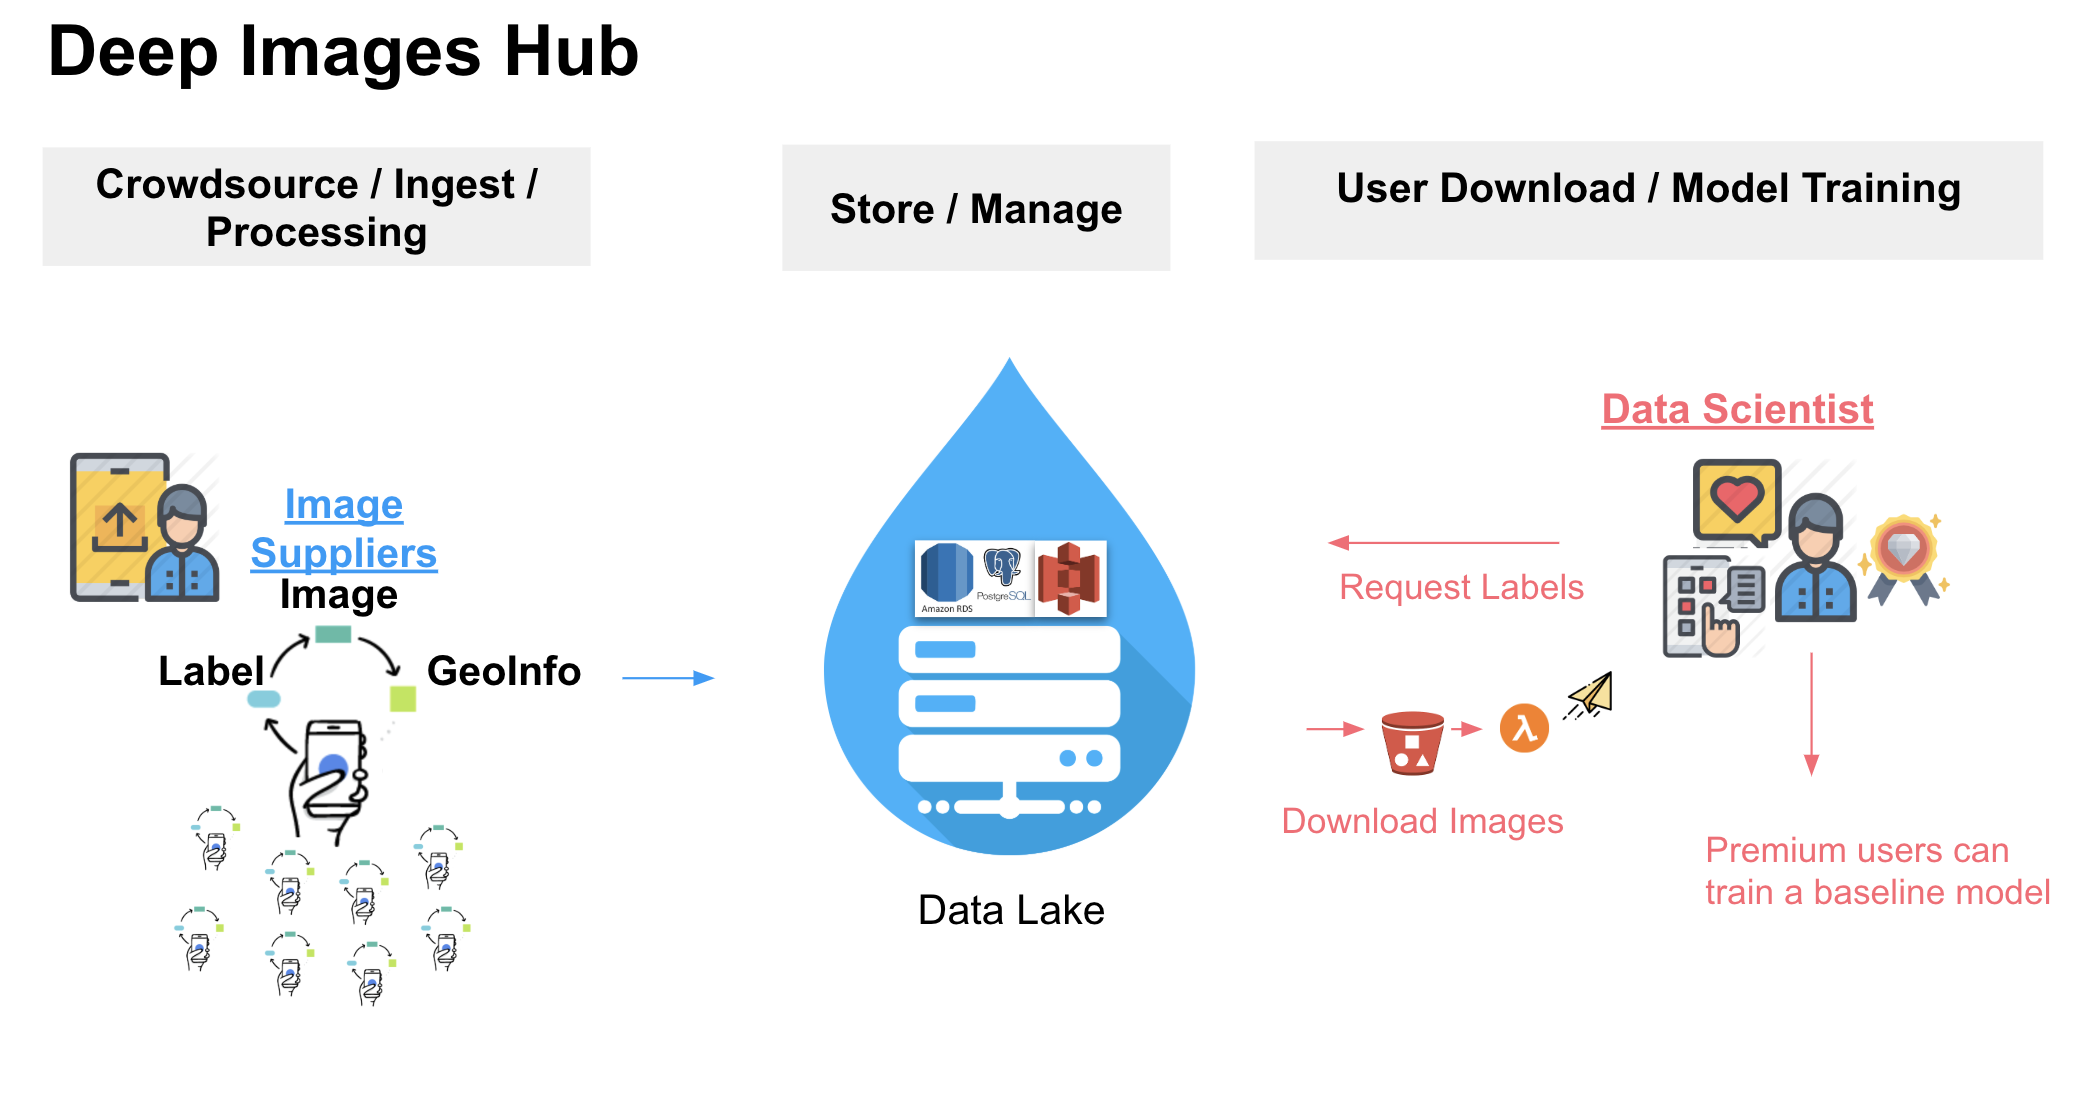 Deep Images Hub
Crowdsource / Ingest /
Processing
Store / Manage
User Download / Model Training
Image
Suppliers
Image
Label
GeoInfo
Amazon RDS
PostgreSQL
Data Lake
Data Scientist
Request Labels
λ
Download Images
Premium users can
train a baseline model